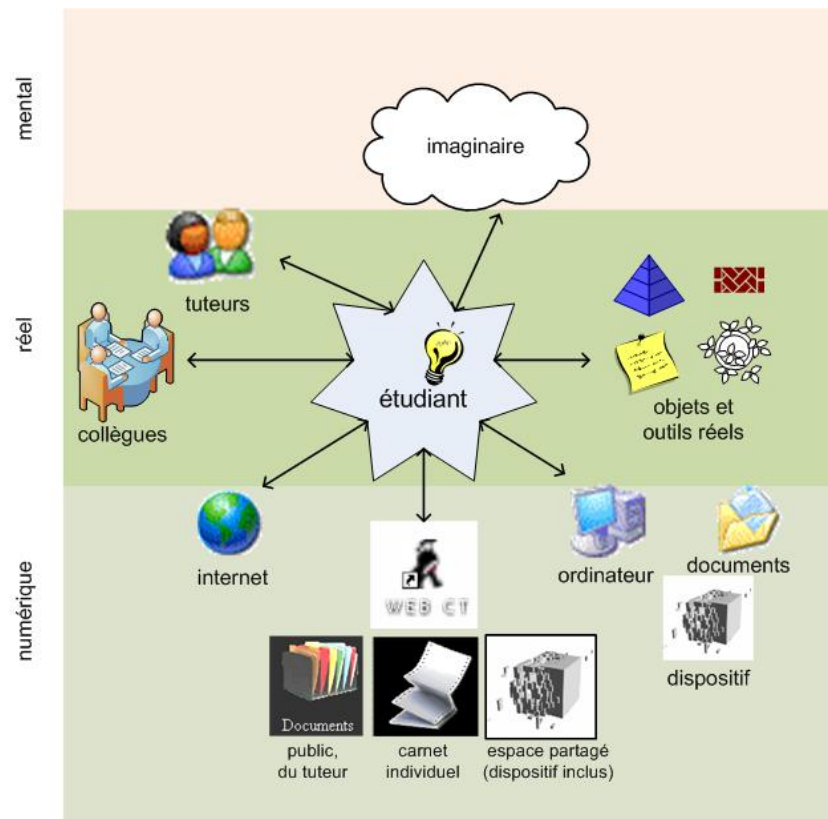 mental
imaginaire
réel
tuteurs
collègues
étudiant
objets et
outils réels
numérique
internet
WEB CT
ordinateur
documents
dispositif
Documents
public,
du tuteur
carnet
individuel
espace partagé
(dispositif inclus)